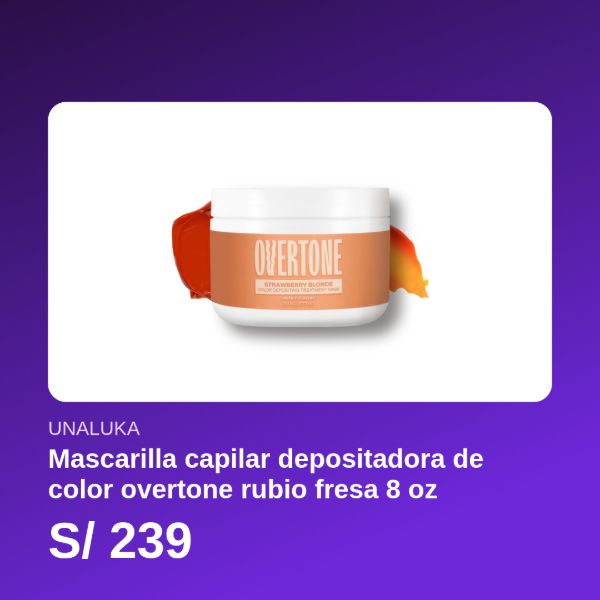 OVERTONE
STRAWBERRY BLONDE
COLOR DEPOSITING TREATMENT MASK
UNALUKA
Mascarilla capilar depositadora de
color overtone rubio fresa 8 oz
S/ 239